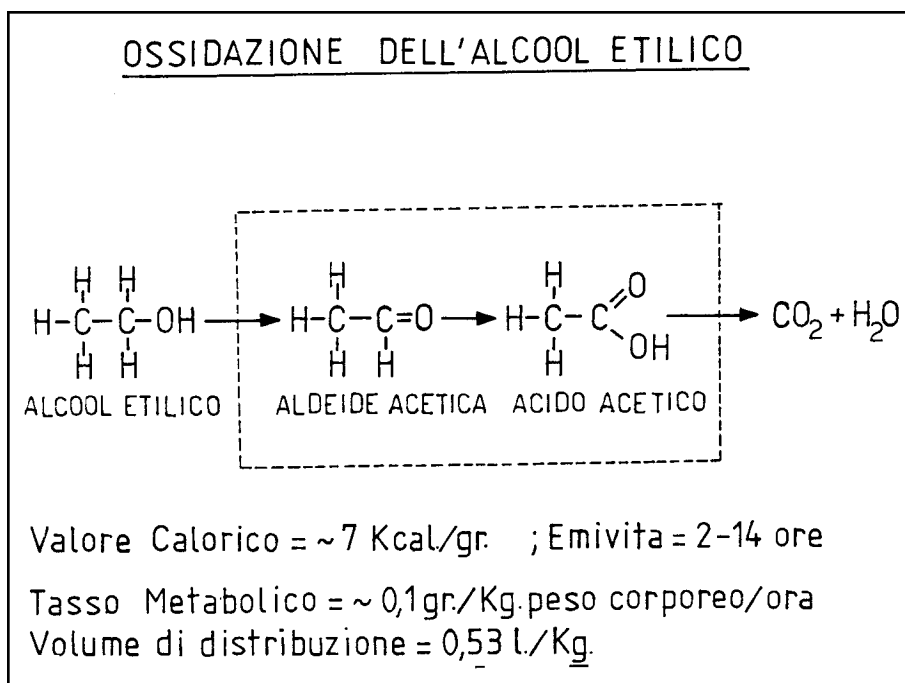 OSSIDAZIONE DELL'ALCOOL ETILICO
H H H H O
H-C-C-OH → H-C-C=O → H-C-C OH → CO₂ + H₂O
H H H H H
ALCOOL ETILICO ALDEIDE ACETICA ACIDO ACETICO
Valore Calorico = ~ 7 Kcal./gr. ; Emivita = 2-14 ore
Tasso Metabolico = ~ 0,1 gr./Kg. peso corporeo/ora
Volume di distribuzione = 0,53 l./Kg.